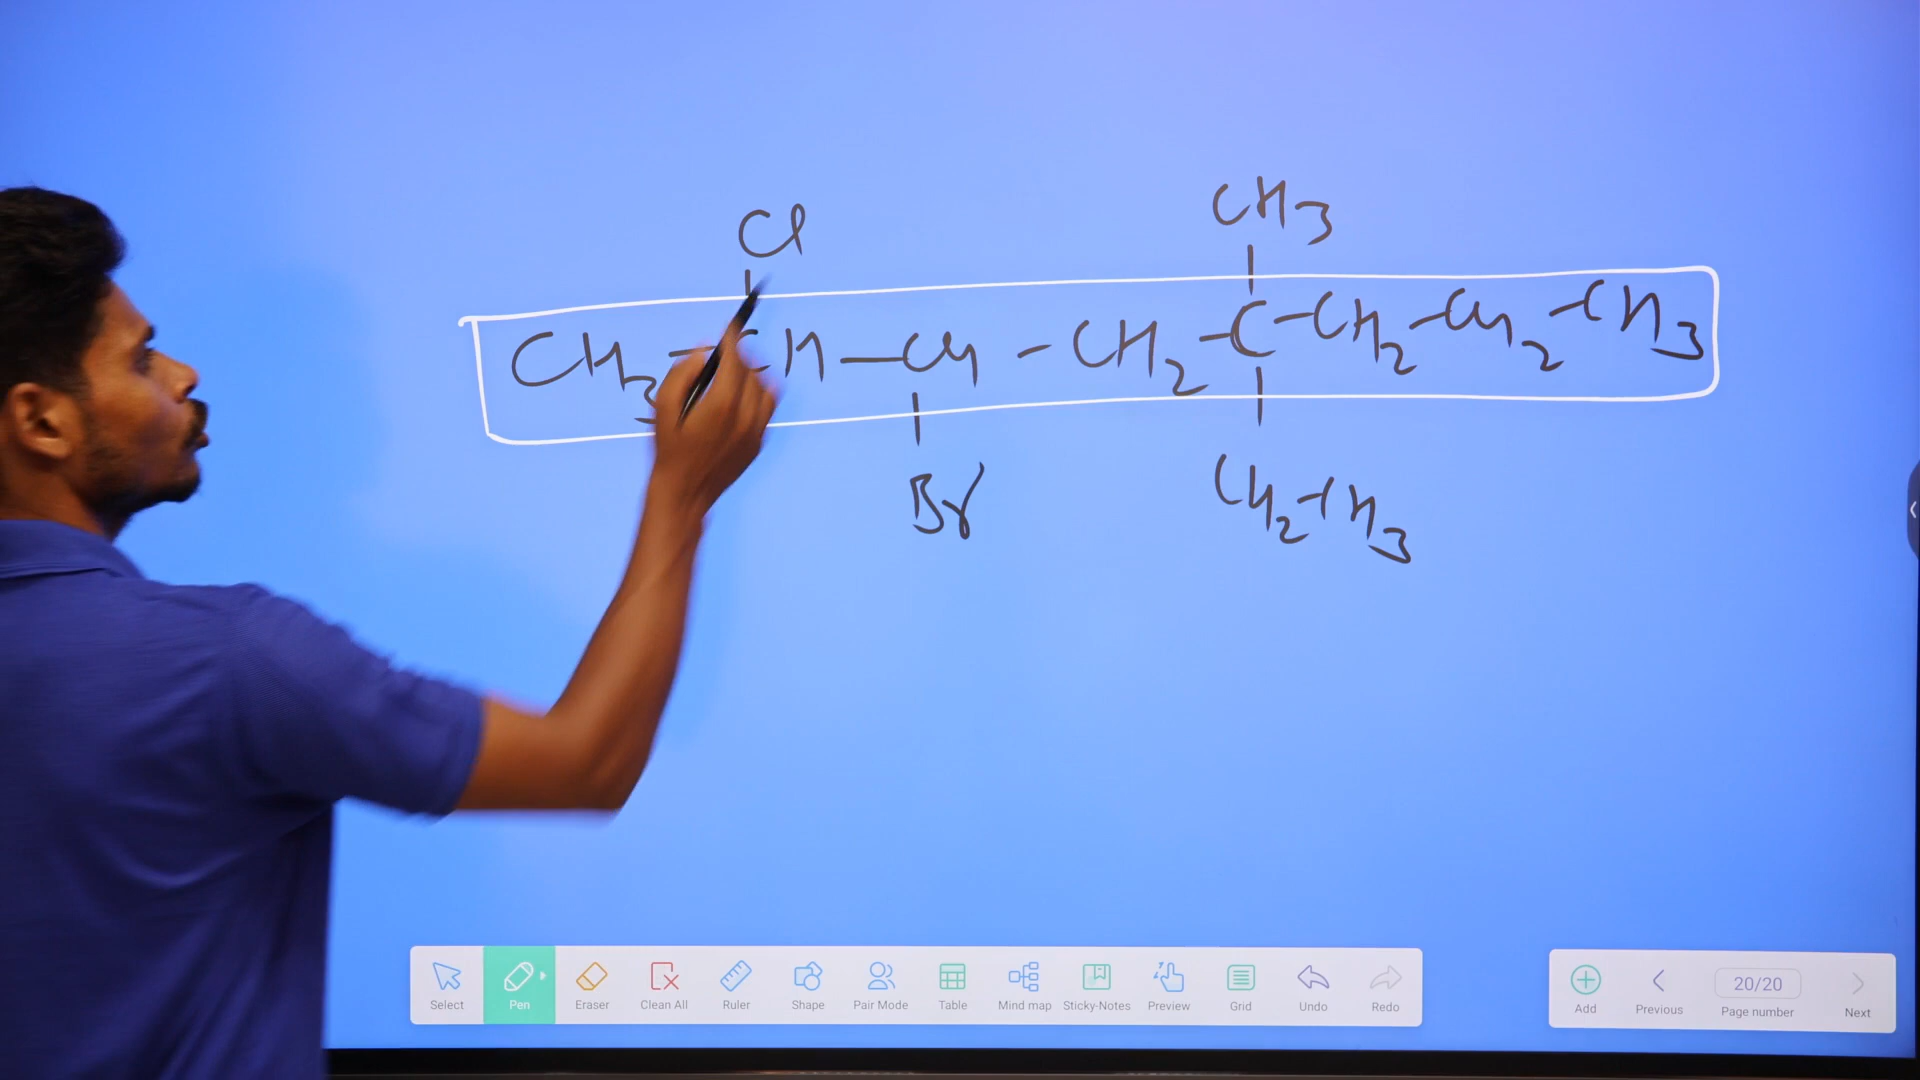 Cl
CH3
CH3-CH-CH-CH2-C-CH2-CH2-CH3
Br
CH2-CH3
Select
Pen
Eraser
Clean All
Ruler
Shape
Pair Mode
Table
Mind map
Sticky-Notes
Preview
Grid
Undo
Redo
Add
Previous
20/20
Page number
Next